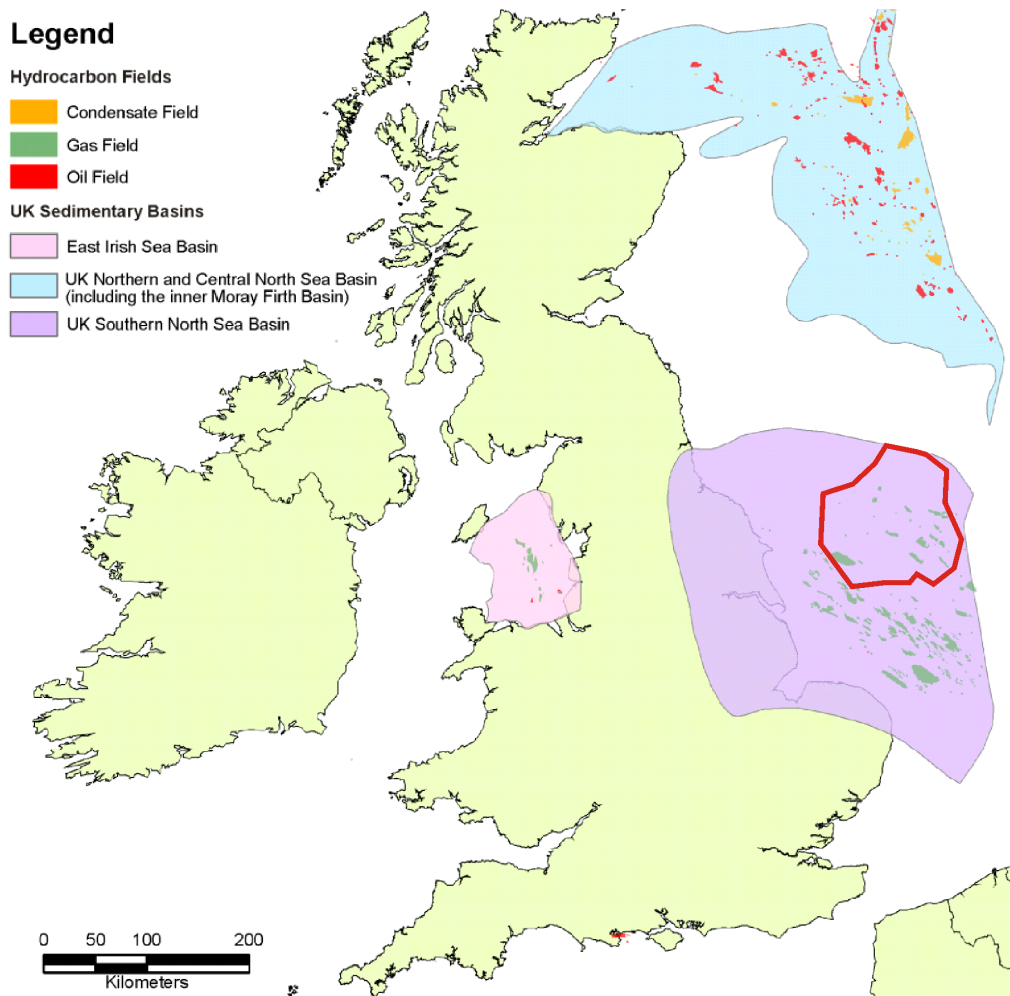 Legend
Hydrocarbon Fields
Condensate Field
Gas Field
Oil Field
UK Sedimentary Basins
East Irish Sea Basin
UK Northern and Central North Sea Basin
(including the inner Moray Firth Basin)
UK Southern North Sea Basin
0 50 100 200
Kilometers